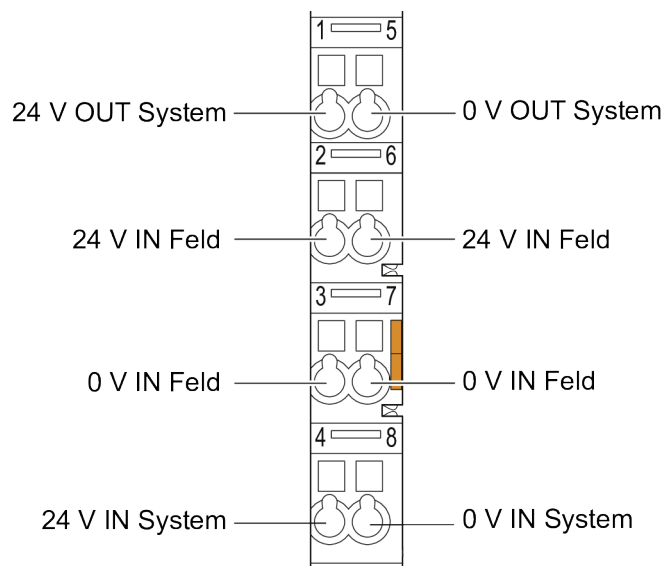 1 5
24 V OUT System 0 V OUT System
2 6
24 V IN Feld 24 V IN Feld
3 7
0 V IN Feld 0 V IN Feld
4 8
24 V IN System 0 V IN System